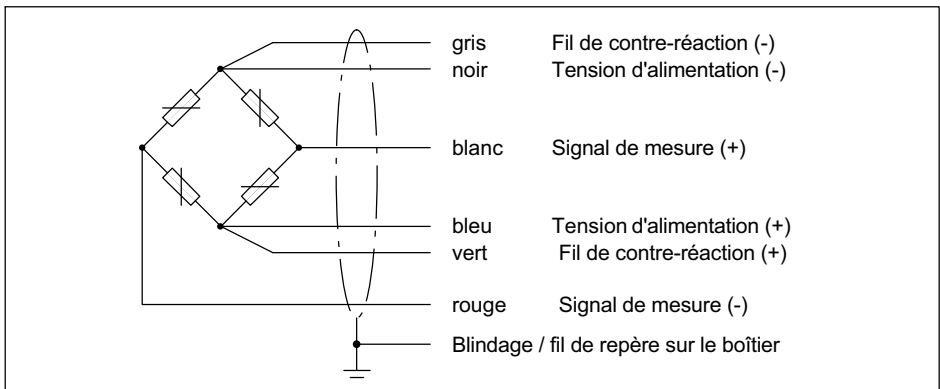 gris Fil de contre-réaction (-)
noir Tension d'alimentation (-)
blanc Signal de mesure (+)
bleu Tension d'alimentation (+)
vert Fil de contre-réaction (+)
rouge Signal de mesure (-)
Blindage / fil de repère sur le boîtier